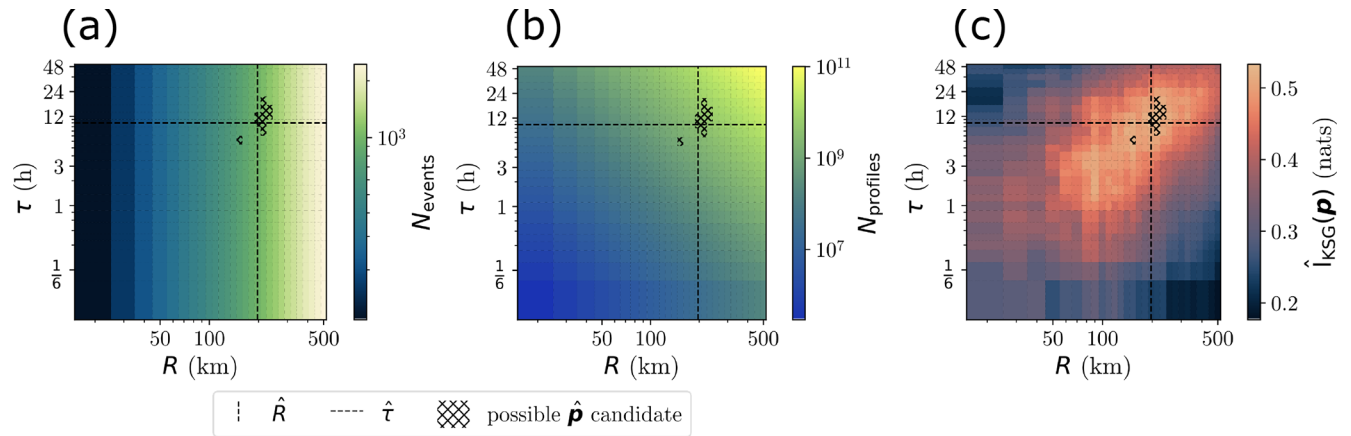 (a) (b) (c)
48
24
12
3
1
1/6
τ (h)
50 100 500
R (km)
10³
N_events
48
24
12
3
1
1/6
τ (h)
50 100 500
R (km)
10¹¹
10⁹
10⁷
N_profiles
48
24
12
3
1
1/6
τ (h)
50 100 500
R (km)
0.5
0.4
0.3
0.2
Î_KSG(p) (nats)
R̂ τ̂ possible p̂ candidate